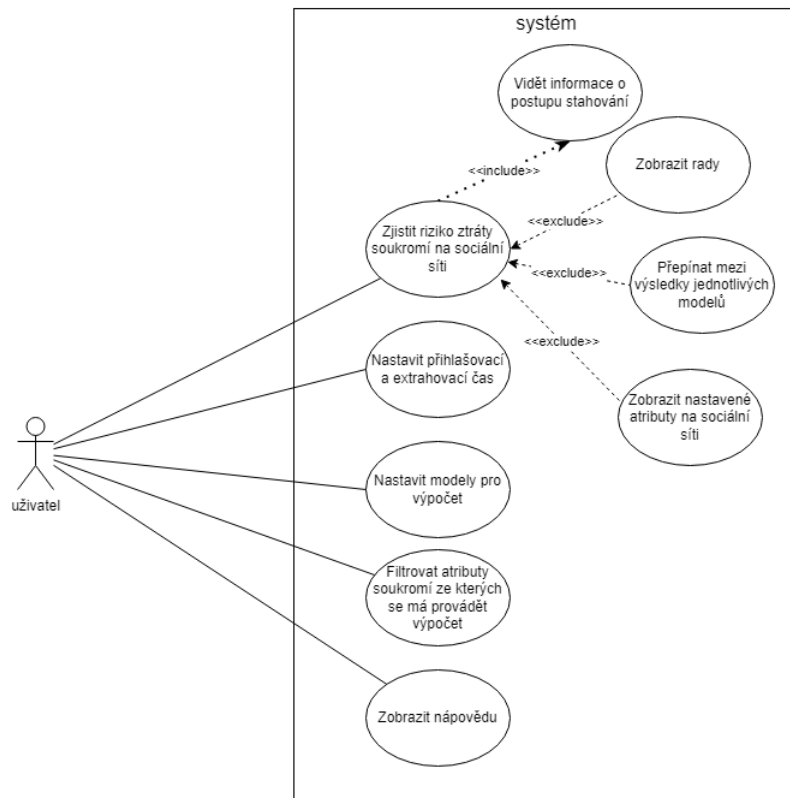 systém
Vidět informace o
postupu stahování
Zobrazit rady
<<include>>
Zjistit riziko ztráty
soukromí na sociální
síti
<<exclude>>
Přepínat mezi
výsledky jednotlivých
modelů
<<exclude>>
<<exclude>>
Nastavit přihlašovací
a extrahovací čas
Zobrazit nastavené
atributy na sociální
síti
uživatel
Nastavit modely pro
výpočet
Filtrovat atributy
soukromí ze kterých
se má provádět
výpočet
Zobrazit nápovědu